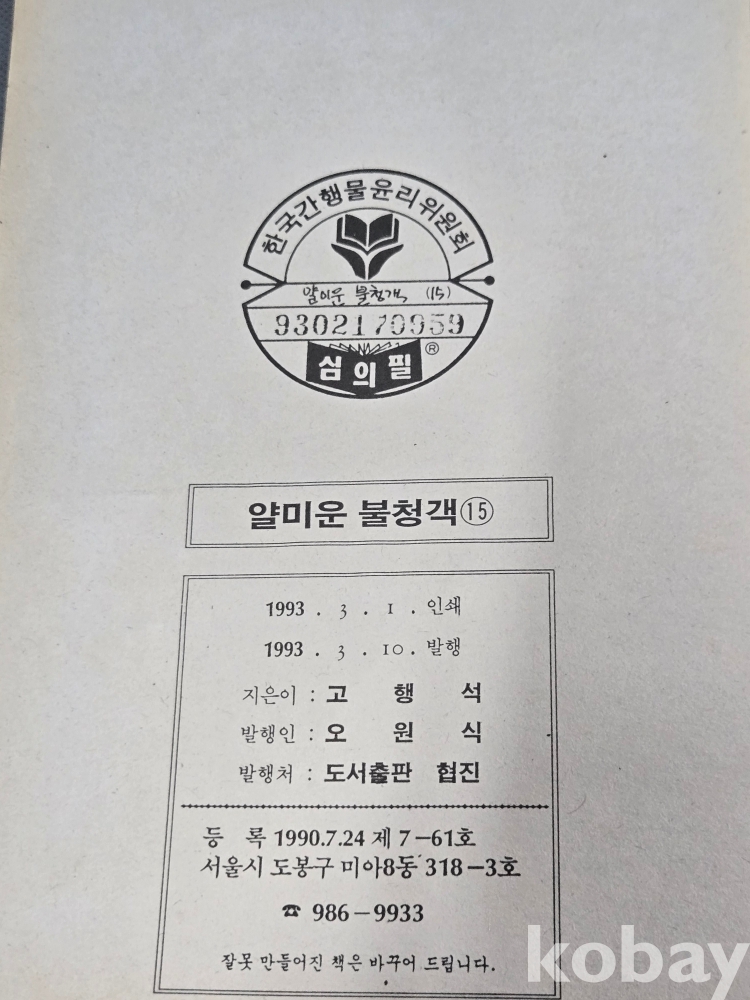 한국간행물윤리위원회
얄미운 불청객 (15)
9302170959
심의필 ®
얄미운 불청객⑮
1993 . 3 . 1 . 인쇄
1993 . 3 . 10 . 발행
지은이 : 고 행 석
발행인 : 오 원 식
발행처 : 도서출판 협진
등 록 1990.7.24 제 7-61호
서울시 도봉구 미아8동 318-3호
☎ 986-9933
잘못 만들어진 책은 바꾸어 드립니다.
kobay